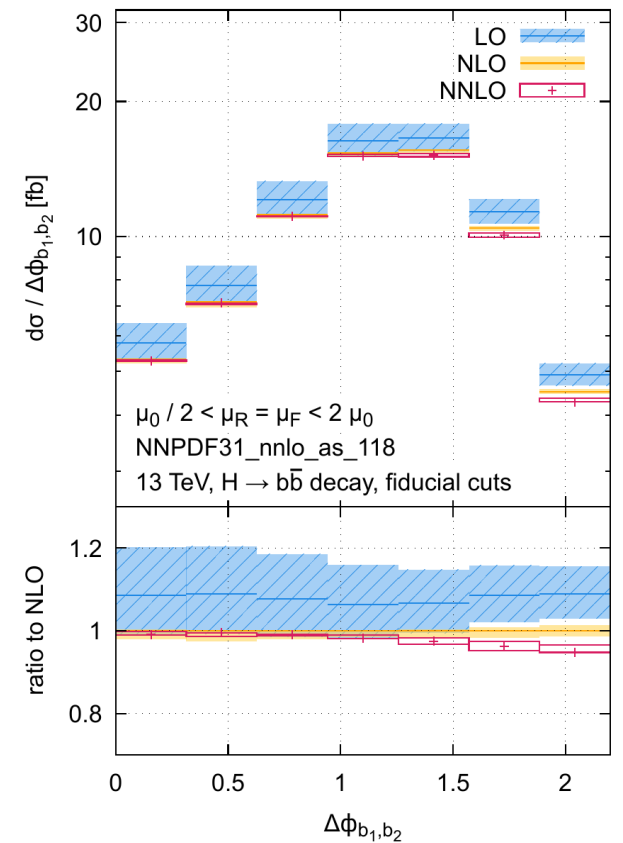 LO
NLO
NNLO
30
20
10
dσ / Δϕb1,b2 [fb]
μ0 / 2 < μR = μF < 2 μ0
NNPDF31_nnlo_as_118
13 TeV, H → bb̅ decay, fiducial cuts
1.2
1
0.8
ratio to NLO
0 0.5 1 1.5 2
Δϕb1,b2